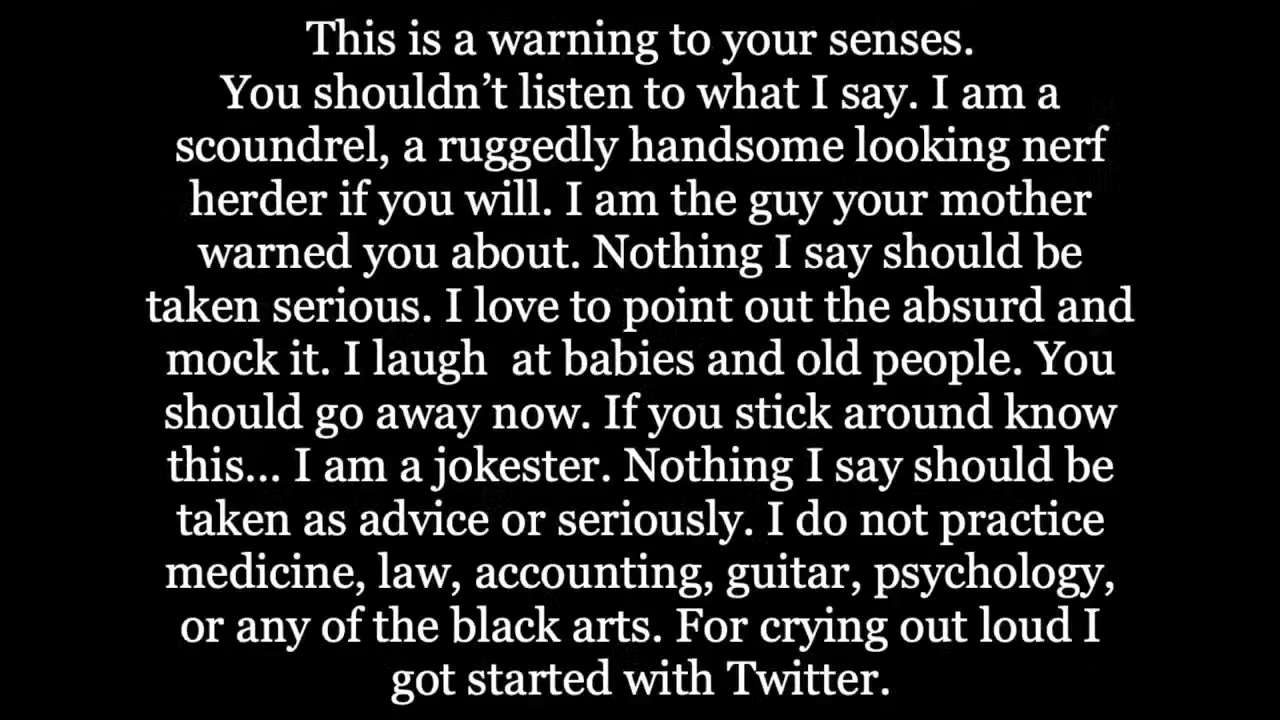 This is a warning to your senses.
You shouldn’t listen to what I say. I am a
scoundrel, a ruggedly handsome looking nerf
herder if you will. I am the guy your mother
warned you about. Nothing I say should be
taken serious. I love to point out the absurd and
mock it. I laugh  at babies and old people. You
should go away now. If you stick around know
this... I am a jokester. Nothing I say should be
taken as advice or seriously. I do not practice
medicine, law, accounting, guitar, psychology,
or any of the black arts. For crying out loud I
got started with Twitter.